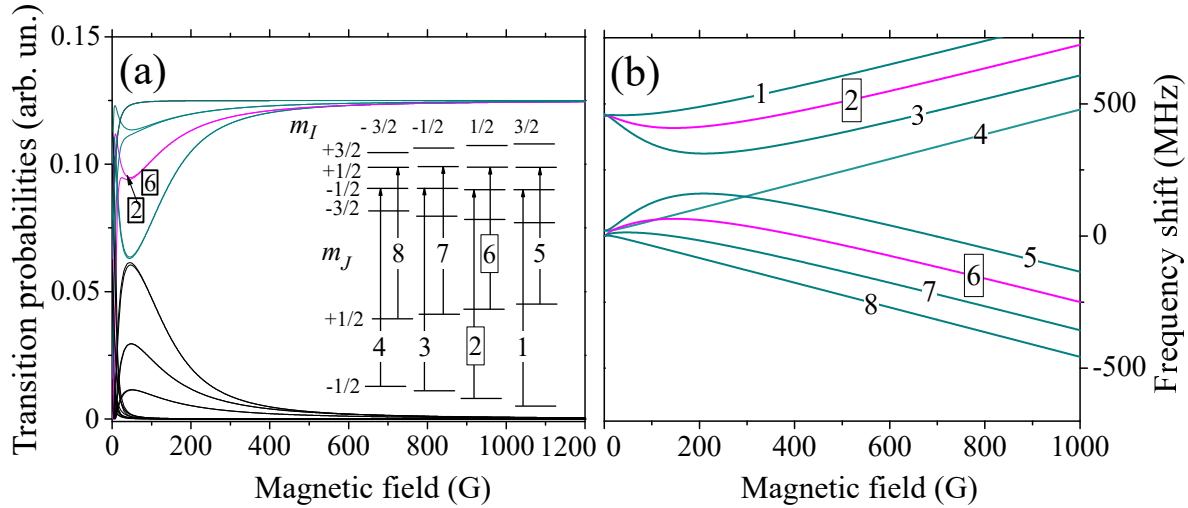 (a)
Transition probabilities (arb. un.)
0.15
0.10
0.05
0
0 200 400 600 800 1000 1200
Magnetic field (G)
6
2
m_I
- 3/2 -1/2 1/2 3/2
+3/2
+1/2
-1/2
-3/2
m_J
8 7 6 5
+1/2
4 3 2 1
-1/2
(b)
1
2
3
4
5
6
7
8
500
0
-500
Frequency shift (MHz)
0 200 400 600 800 1000
Magnetic field (G)